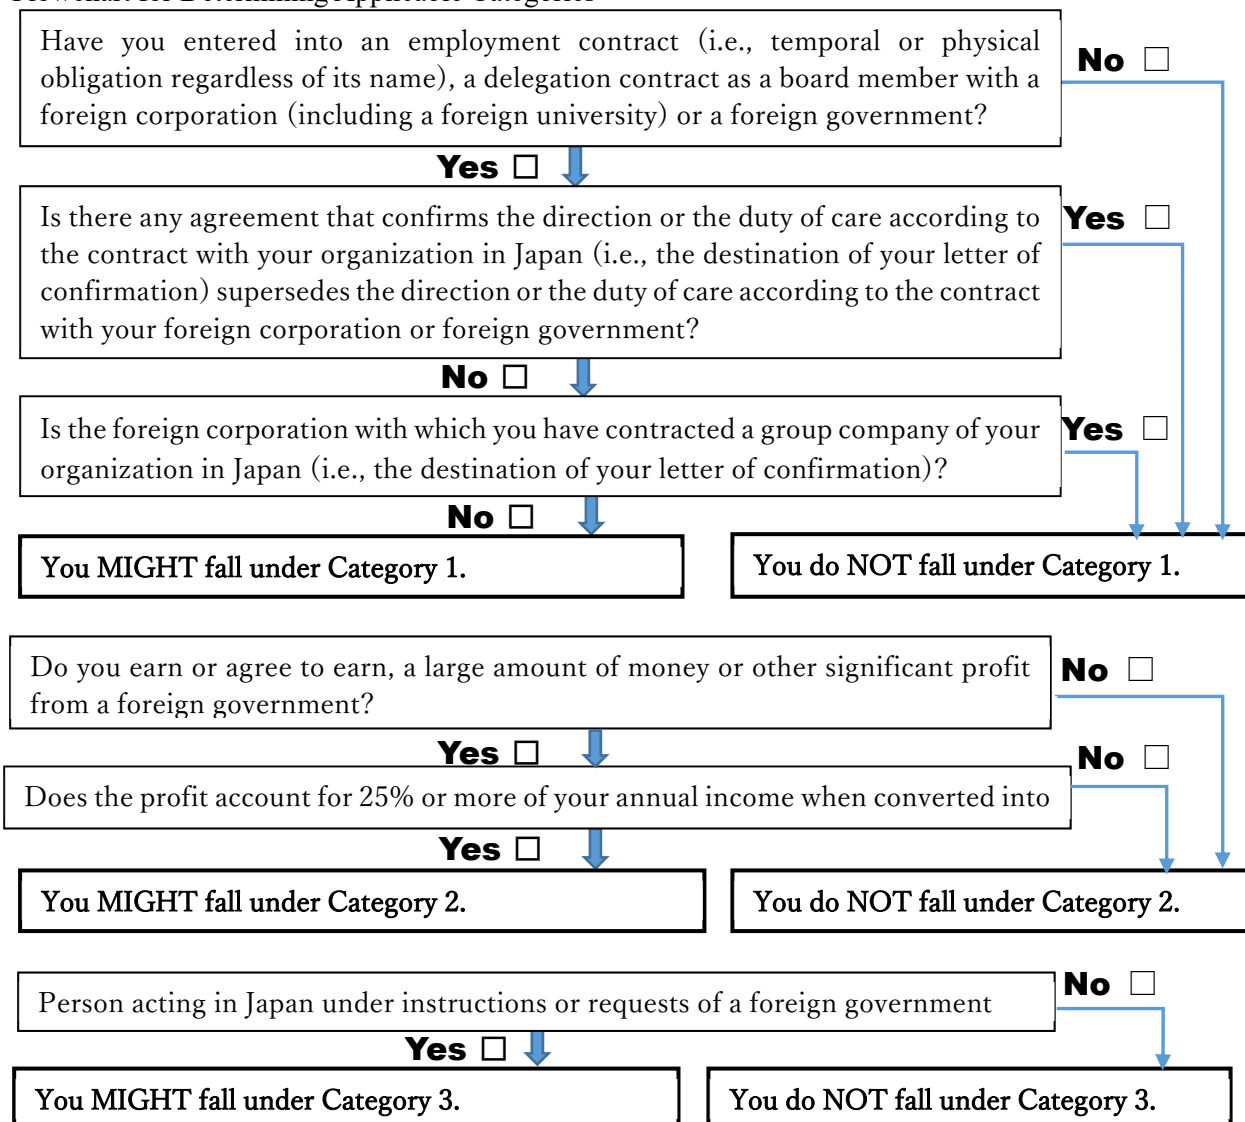 Have you entered into an employment contract (i.e., temporal or physical
obligation regardless of its name), a delegation contract as a board member with a
foreign corporation (including a foreign university) or a foreign government?
No ☐
Yes ☐
Is there any agreement that confirms the direction or the duty of care according to
the contract with your organization in Japan (i.e., the destination of your letter of
confirmation) supersedes the direction or the duty of care according to the contract
with your foreign corporation or foreign government?
Yes ☐
No ☐
Is the foreign corporation with which you have contracted a group company of your
organization in Japan (i.e., the destination of your letter of confirmation)?
Yes ☐
No ☐
You MIGHT fall under Category 1.
You do NOT fall under Category 1.
Do you earn or agree to earn, a large amount of money or other significant profit
from a foreign government?
No ☐
Yes ☐
Does the profit account for 25% or more of your annual income when converted into
No ☐
Yes ☐
You MIGHT fall under Category 2.
You do NOT fall under Category 2.
Person acting in Japan under instructions or requests of a foreign government
No ☐
Yes ☐
You MIGHT fall under Category 3.
You do NOT fall under Category 3.